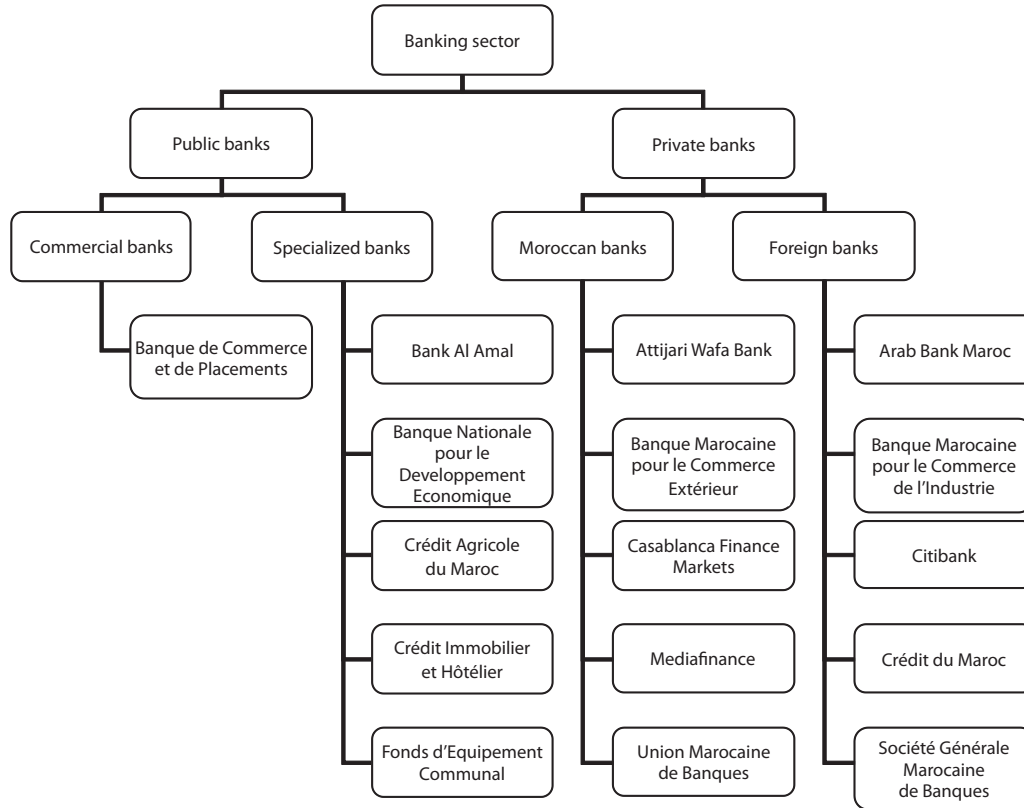 Banking sector
Public banks
Private banks
Commercial banks
Specialized banks
Moroccan banks
Foreign banks
Banque de Commerce
et de Placements
Bank Al Amal
Attijari Wafa Bank
Arab Bank Maroc
Banque Nationale
pour le
Developpement
Economique
Banque Marocaine
pour le Commerce
Extérieur
Banque Marocaine
pour le Commerce
de l’Industrie
Crédit Agricole
du Maroc
Casablanca Finance
Markets
Citibank
Crédit Immobilier
et Hôtélier
Mediafinance
Crédit du Maroc
Fonds d’Equipement
Communal
Union Marocaine
de Banques
Société Générale
Marocaine
de Banques